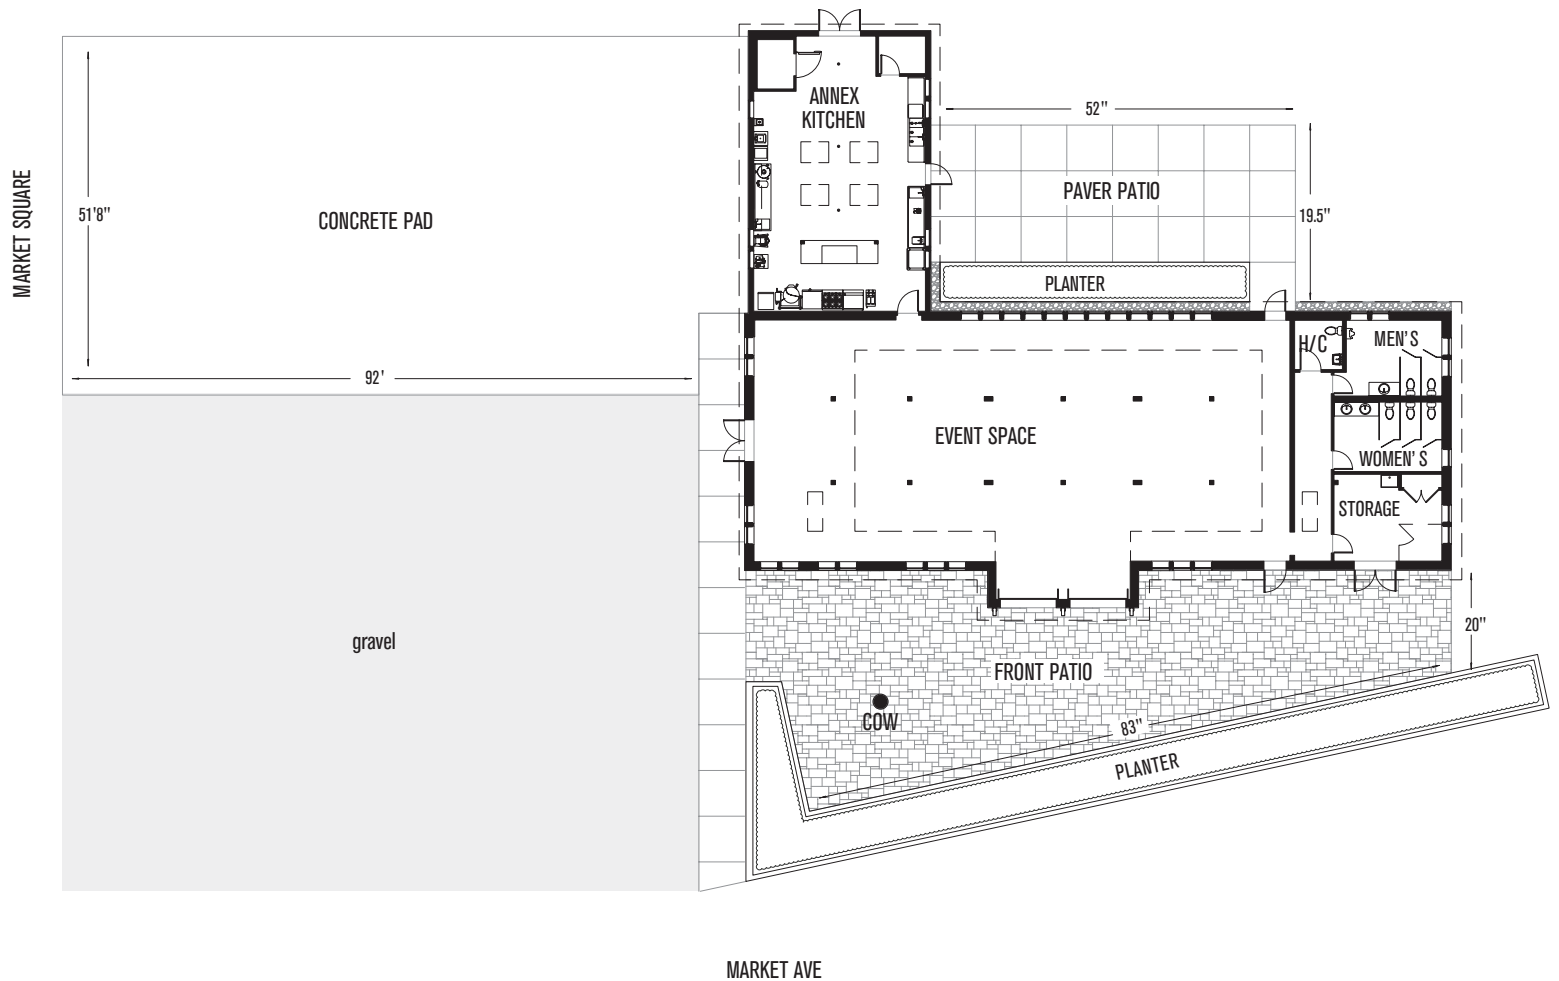 ANNEX
KITCHEN
52"
MARKET SQUARE
51'8"
CONCRETE PAD
PAVER PATIO
19.5"
PLANTER
92'
H/C
MEN'S
EVENT SPACE
WOMEN'S
STORAGE
gravel
20"
FRONT PATIO
COW
83"
PLANTER
MARKET AVE